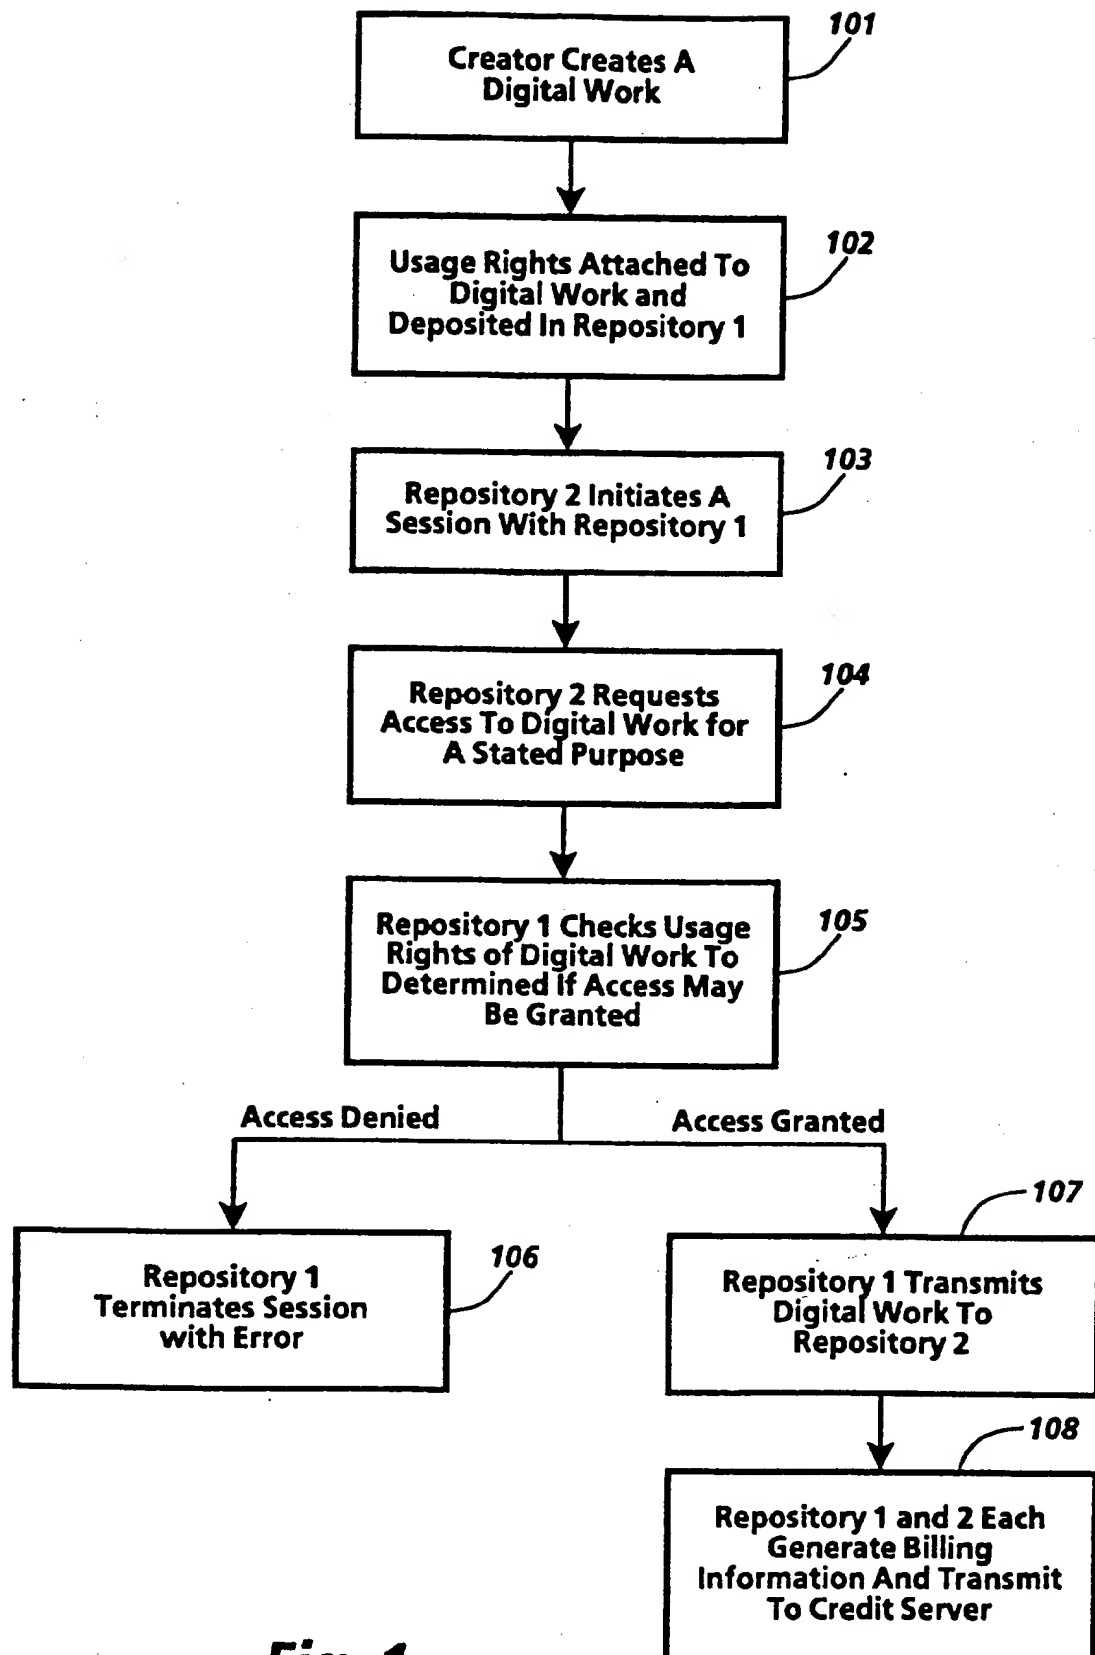 101
Creator Creates A
Digital Work
102
Usage Rights Attached To
Digital Work and
Deposited In Repository 1
103
Repository 2 Initiates A
Session With Repository 1
104
Repository 2 Requests
Access To Digital Work for
A Stated Purpose
105
Repository 1 Checks Usage
Rights of Digital Work To
Determined If Access May
Be Granted
Access Denied
Access Granted
106
Repository 1
Terminates Session
with Error
107
Repository 1 Transmits
Digital Work To
Repository 2
108
Repository 1 and 2 Each
Generate Billing
Information And Transmit
To Credit Server
Fig. 1